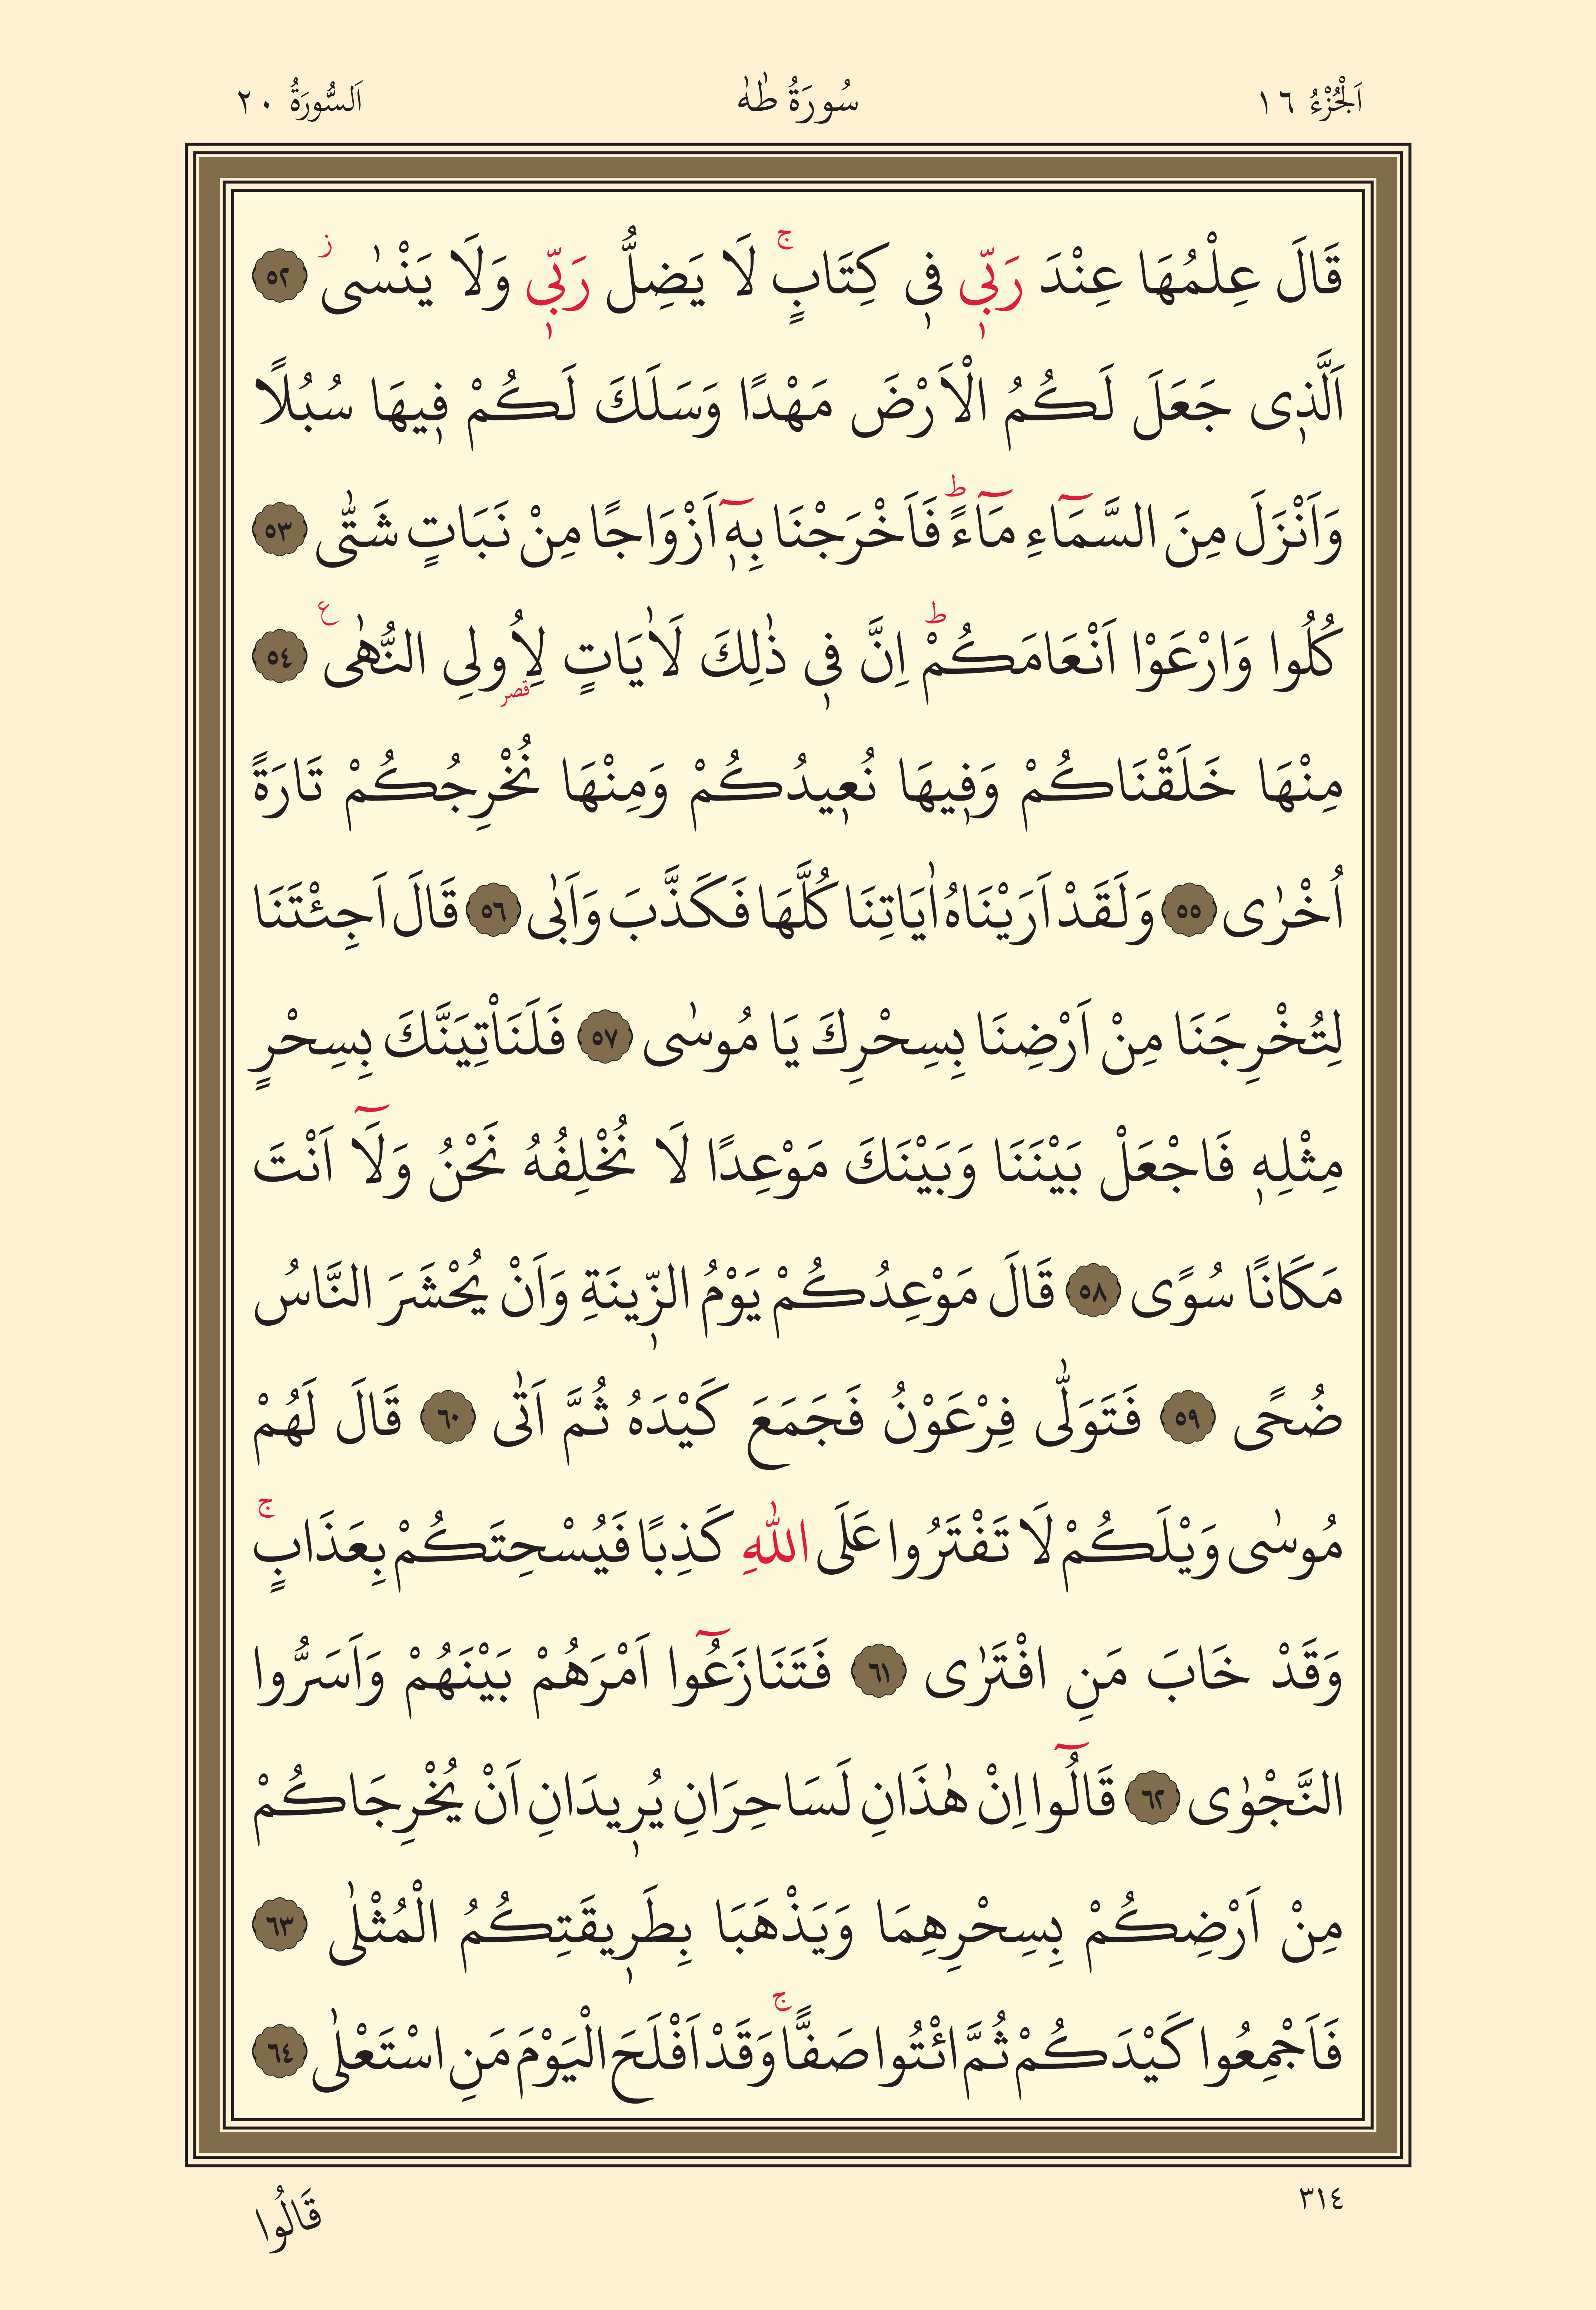 اَلْجُزْءُ ١٦ سُورَةُ طٰهٰ اَلسُّورَةُ ٢٠
قَالَ عِلْمُهَا عِنْدَ رَبّ۪ي ف۪ي كِتَابٍۚ لَا يَضِلُّ رَبّ۪ي وَلَا يَنْسٰىۘ ٥٢
اَلَّذ۪ى جَعَلَ لَكُمُ الْاَرْضَ مَهْدًا وَسَلَكَ لَكُمْ ف۪يهَا سُبُلًا
وَاَنْزَلَ مِنَ السَّمَٓاءِ مَٓاءًۜ فَاَخْرَجْنَا بِه۪ٓ اَزْوَاجًا مِنْ نَبَاتٍ شَتّٰى ٥٣
كُلُوا وَارْعَوْا اَنْعَامَكُمْۜ اِنَّ ف۪ى ذٰلِكَ لَاٰيَاتٍ لِاُو۬لِى النُّهٰى۟ ٥٤
مِنْهَا خَلَقْنَاكُمْ وَف۪يهَا نُع۪يدُكُمْ وَمِنْهَا نُخْرِجُكُمْ تَارَةً
اُخْرٰى ٥٥ وَلَقَدْ اَرَيْنَاهُ اٰيَاتِنَا كُلَّهَا فَكَذَّبَ وَاَبٰى ٥٦ قَالَ اَجِئْتَنَا
لِتُخْرِجَنَا مِنْ اَرْضِنَا بِسِحْرِكَ يَا مُوسٰى ٥٧ فَلَنَاْتِيَنَّكَ بِسِحْرٍ
مِثْلِه۪ فَاجْعَلْ بَيْنَنَا وَبَيْنَكَ مَوْعِدًا لَا نُخْلِفُهُ نَحْنُ وَلَٓا اَنْتَ
مَكَانًا سُوًى ٥٨ قَالَ مَوْعِدُكُمْ يَوْمُ الزّ۪ينَةِ وَاَنْ يُحْشَرَ النَّاسُ
ضُحًى ٥٩ فَتَوَلّٰى فِرْعَوْنُ فَجَمَعَ كَيْدَهُ ثُمَّ اَتٰى ٦٠ قَالَ لَهُمْ
مُوسٰى وَيْلَكُمْ لَا تَفْتَرُوا عَلَى اللّٰهِ كَذِبًا فَيُسْحِتَكُمْ بِعَذَابٍۚ
وَقَدْ خَابَ مَنِ افْتَرٰى ٦١ فَتَنَازَعُٓوا اَمْرَهُمْ بَيْنَهُمْ وَاَسَرُّوا
النَّجْوٰى ٦٢ قَالُٓوا اِنْ هٰذَانِ لَسَاحِرَانِ يُر۪يدَانِ اَنْ يُخْرِجَاكُمْ
مِنْ اَرْضِكُمْ بِسِحْرِهِمَا وَيَذْهَبَا بِطَر۪يقَتِكُمُ الْمُثْلٰى ٦٣
فَاَجْمِعُوا كَيْدَكُمْ ثُمَّ ائْتُوا صَفًّاۚ وَقَدْ اَفْلَحَ الْيَوْمَ مَنِ اسْتَعْلٰى ٦٤
٣١٤
قَالُوا